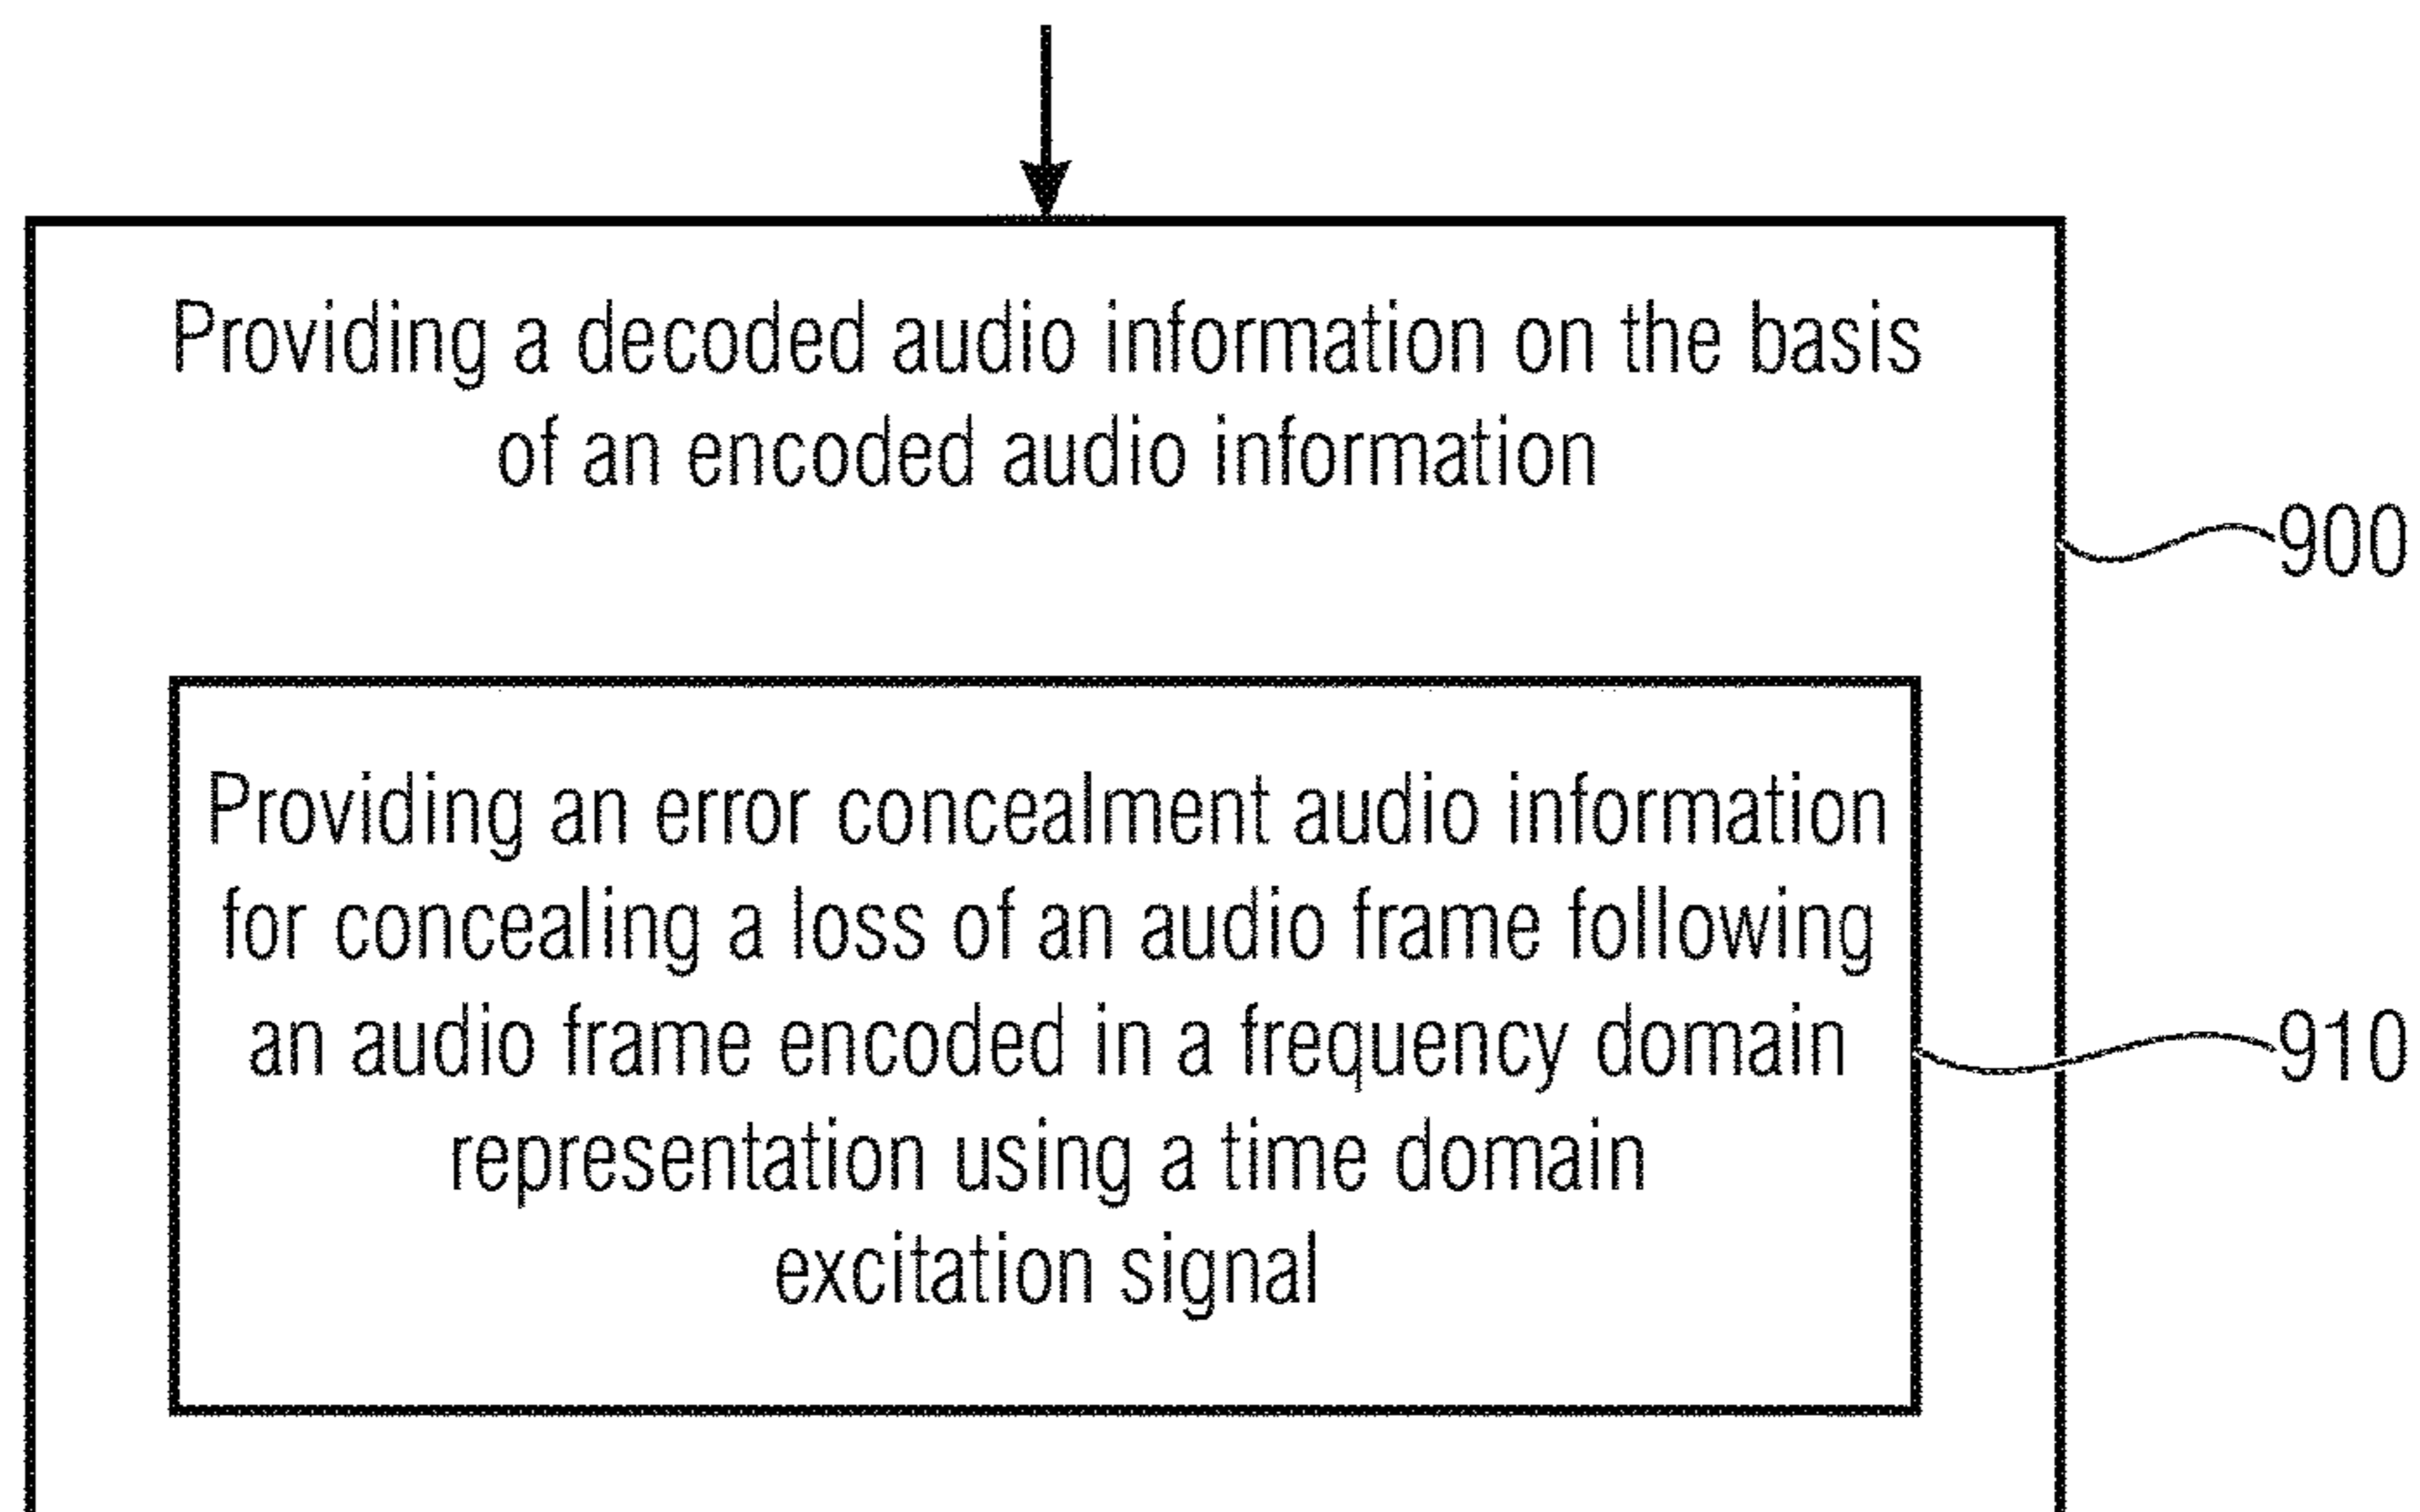 Providing a decoded audio information on the basis
of an encoded audio information
900
Providing an error concealment audio information
for concealing a loss of an audio frame following
an audio frame encoded in a frequency domain
910
representation using a time domain
excitation signal